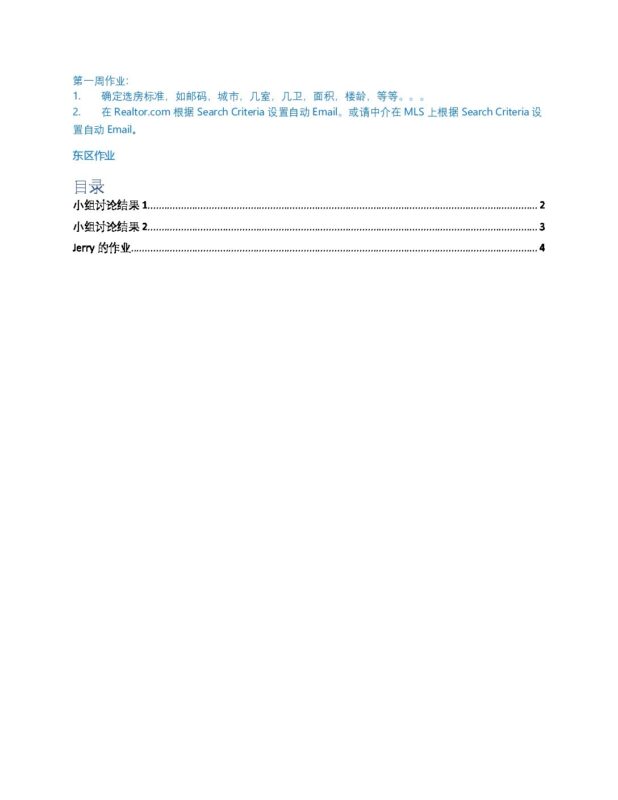 第一周作业:
1. 确定选房标准，如邮码，城市，几室，几卫，面积，楼龄，等等。。。
2. 在 Realtor.com 根据 Search Criteria 设置自动 Email。或请中介在 MLS 上根据 Search Criteria 设
置自动 Email。
东区作业
目录
小组讨论结果 1........................................................................................................................................ 2
小组讨论结果 2........................................................................................................................................ 3
Jerry 的作业.............................................................................................................................................. 4